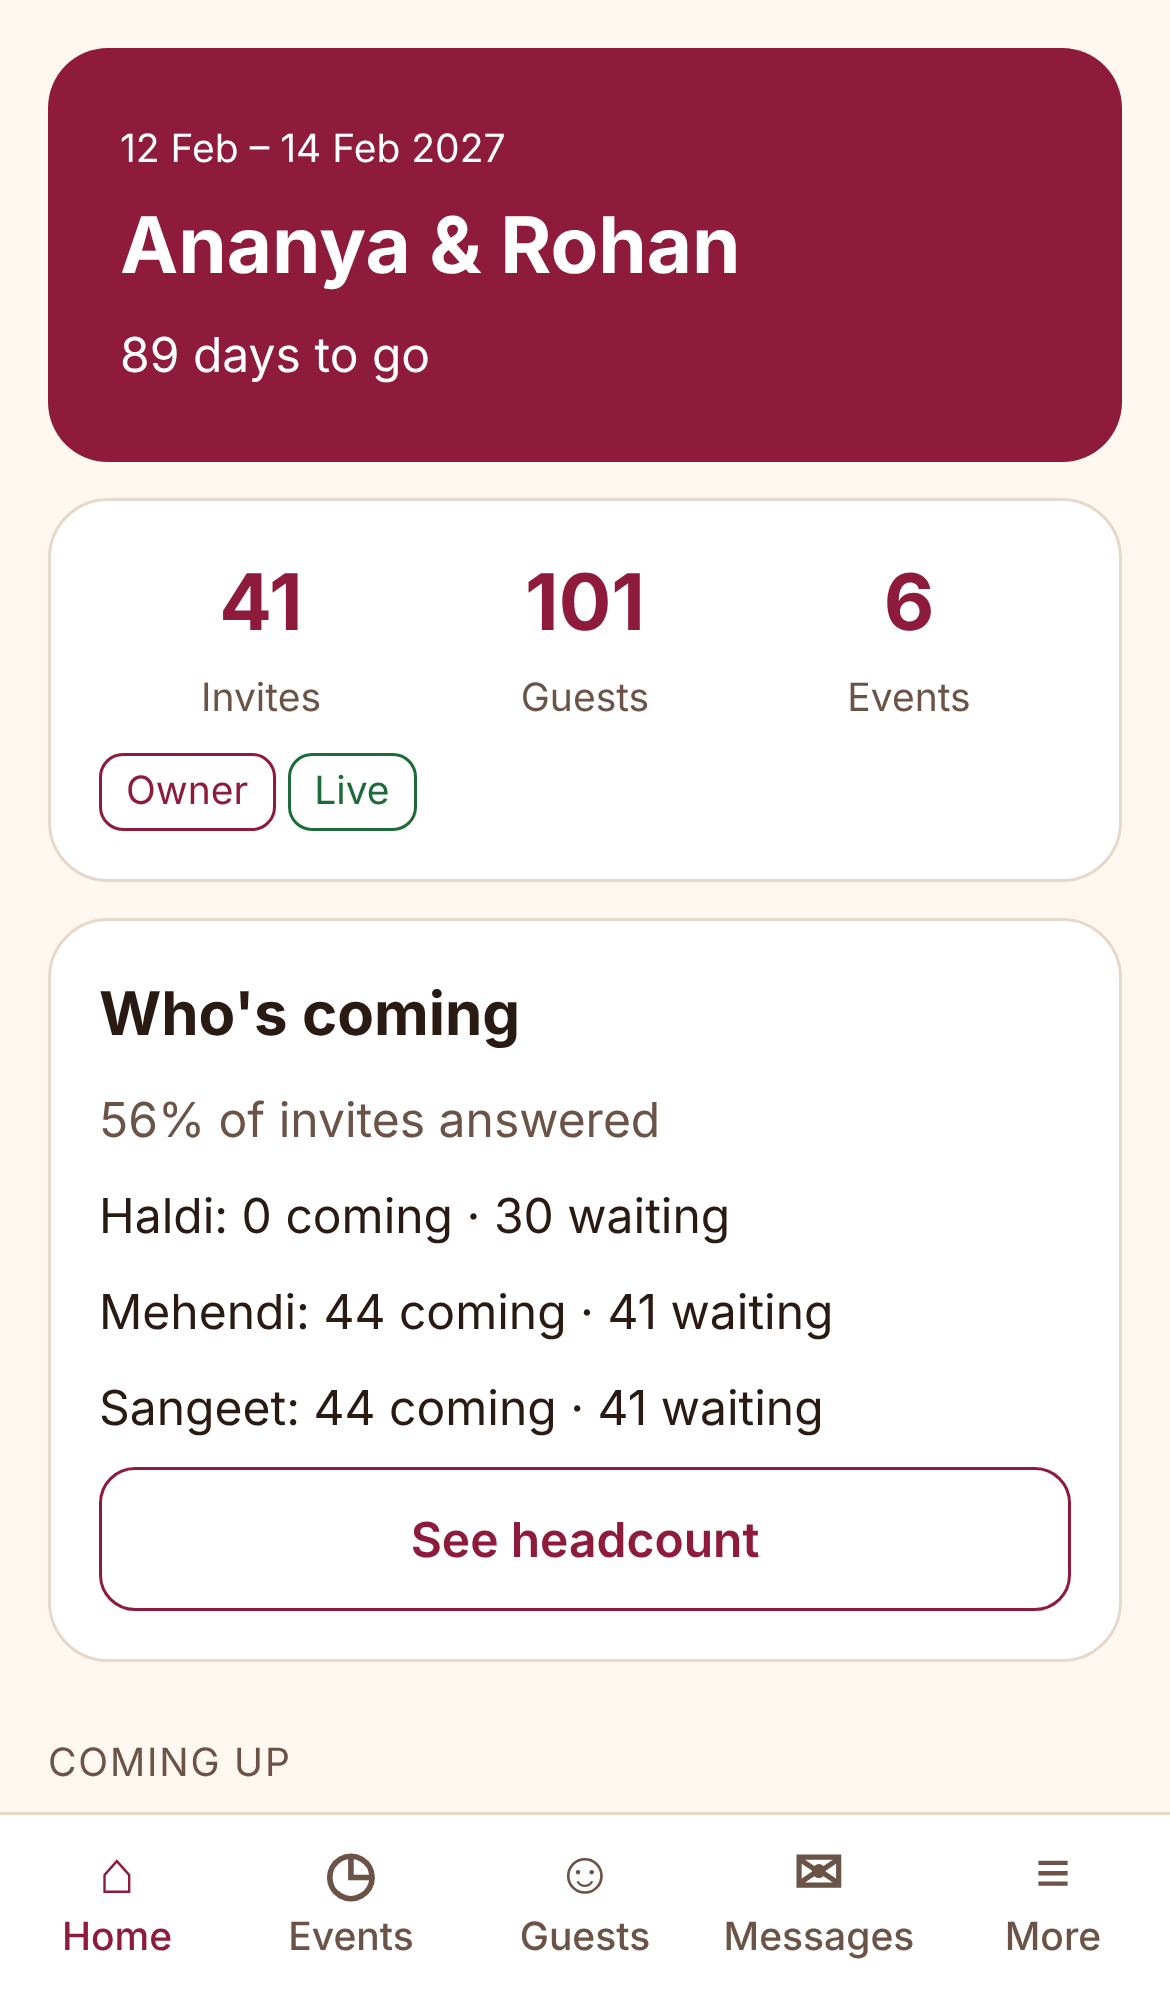 12 Feb – 14 Feb 2027
Ananya & Rohan
89 days to go
41 101 6
Invites Guests Events
Owner Live
Who's coming
56% of invites answered
Haldi: 0 coming · 30 waiting
Mehendi: 44 coming · 41 waiting
Sangeet: 44 coming · 41 waiting
See headcount
COMING UP
Home Events Guests Messages More